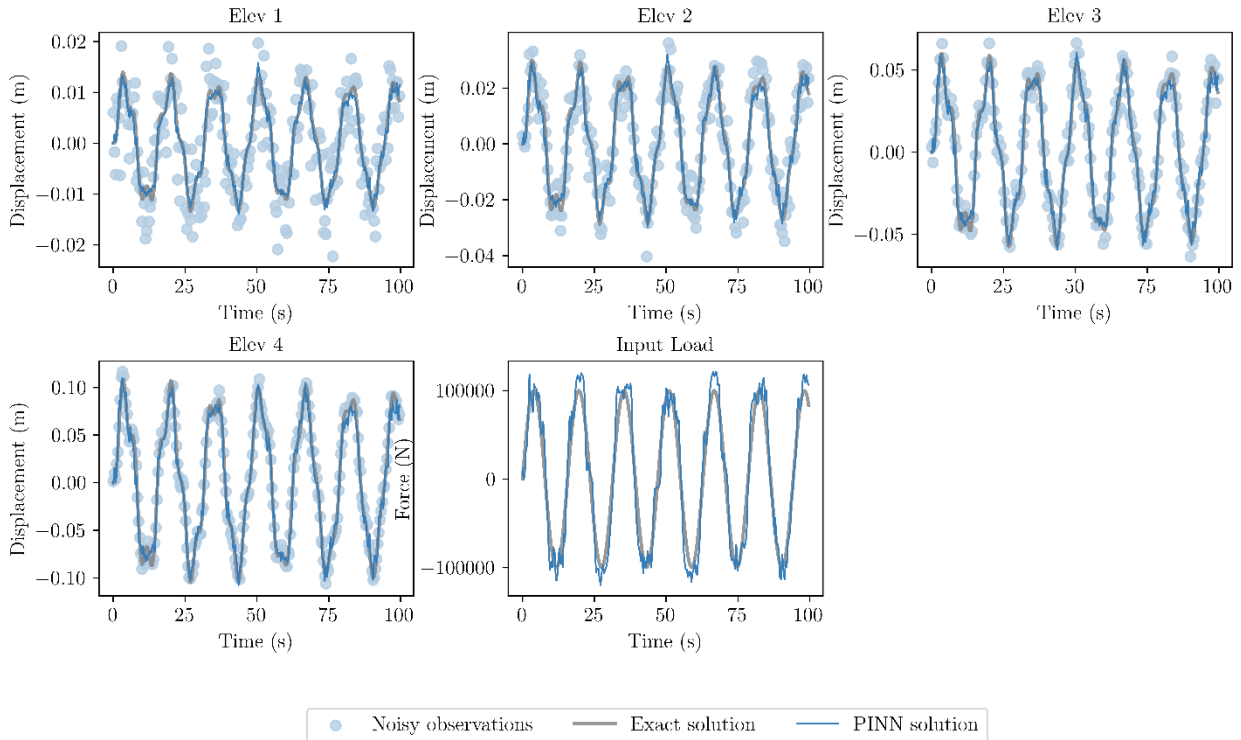 Elev 1
Elev 2
Elev 3
0.02
0.01
0.00
−0.01
−0.02
Displacement (m)
0 25 50 75 100
Time (s)
0.02
0.00
−0.02
−0.04
Displacement (m)
0 25 50 75 100
Time (s)
0.05
0.00
−0.05
Displacement (m)
0 25 50 75 100
Time (s)
Elev 4
Input Load
0.10
0.05
0.00
−0.05
−0.10
Displacement (m)
0 25 50 75 100
Time (s)
100000
0
−100000
Force (N)
0 25 50 75 100
Time (s)
Noisy observations
Exact solution
PINN solution